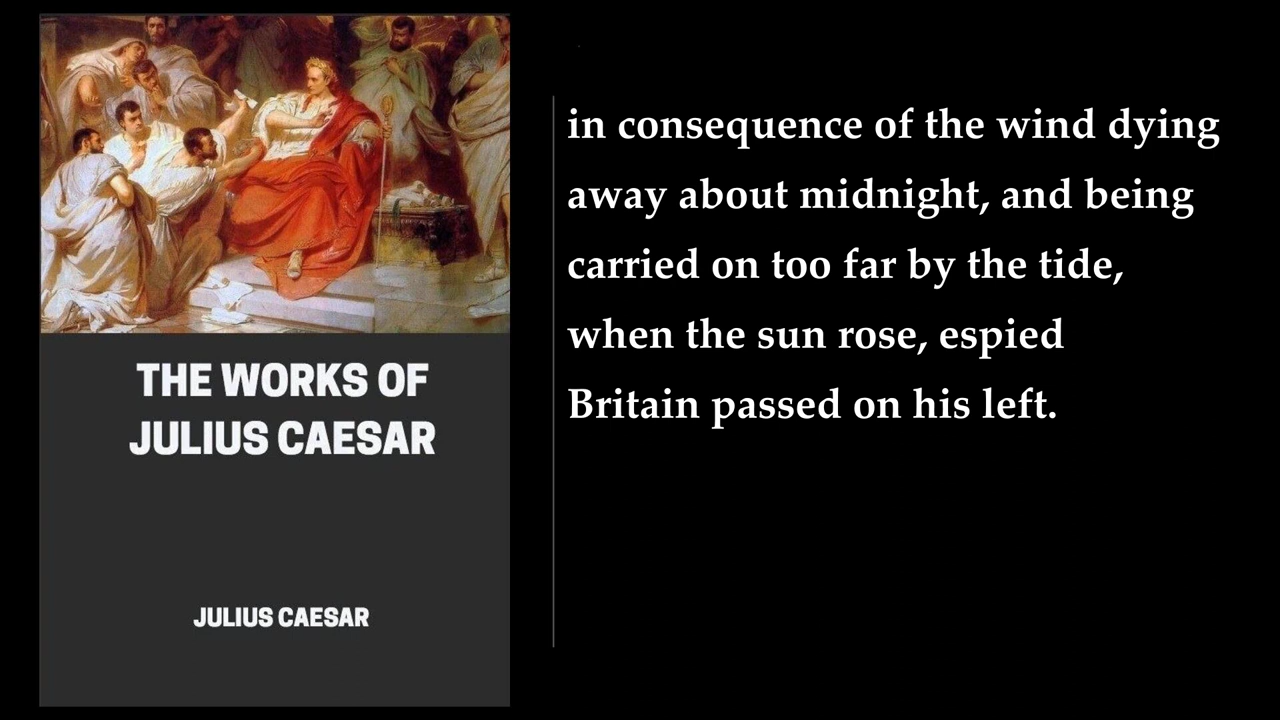 THE WORKS OF
JULIUS CAESAR
JULIUS CAESAR
in consequence of the wind dying
away about midnight, and being
carried on too far by the tide,
when the sun rose, espied
Britain passed on his left.